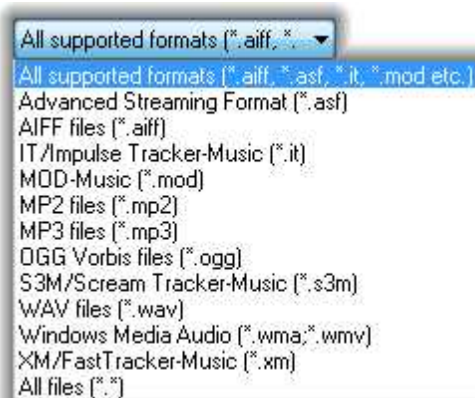 All supported formats (*.aiff, *.
All supported formats (*.aiff, *.asf, *.it, *.mod etc.)
Advanced Streaming Format (*.asf)
AIFF files (*.aiff)
IT/Impulse Tracker-Music (*.it)
MOD-Music (*.mod)
MP2 files (*.mp2)
MP3 files (*.mp3)
OGG Vorbis files (*.ogg)
S3M/Scream Tracker-Music (*.s3m)
WAV files (*.wav)
Windows Media Audio (*.wma;*.wmv)
XM/FastTracker-Music (*.xm)
All files (*.*)